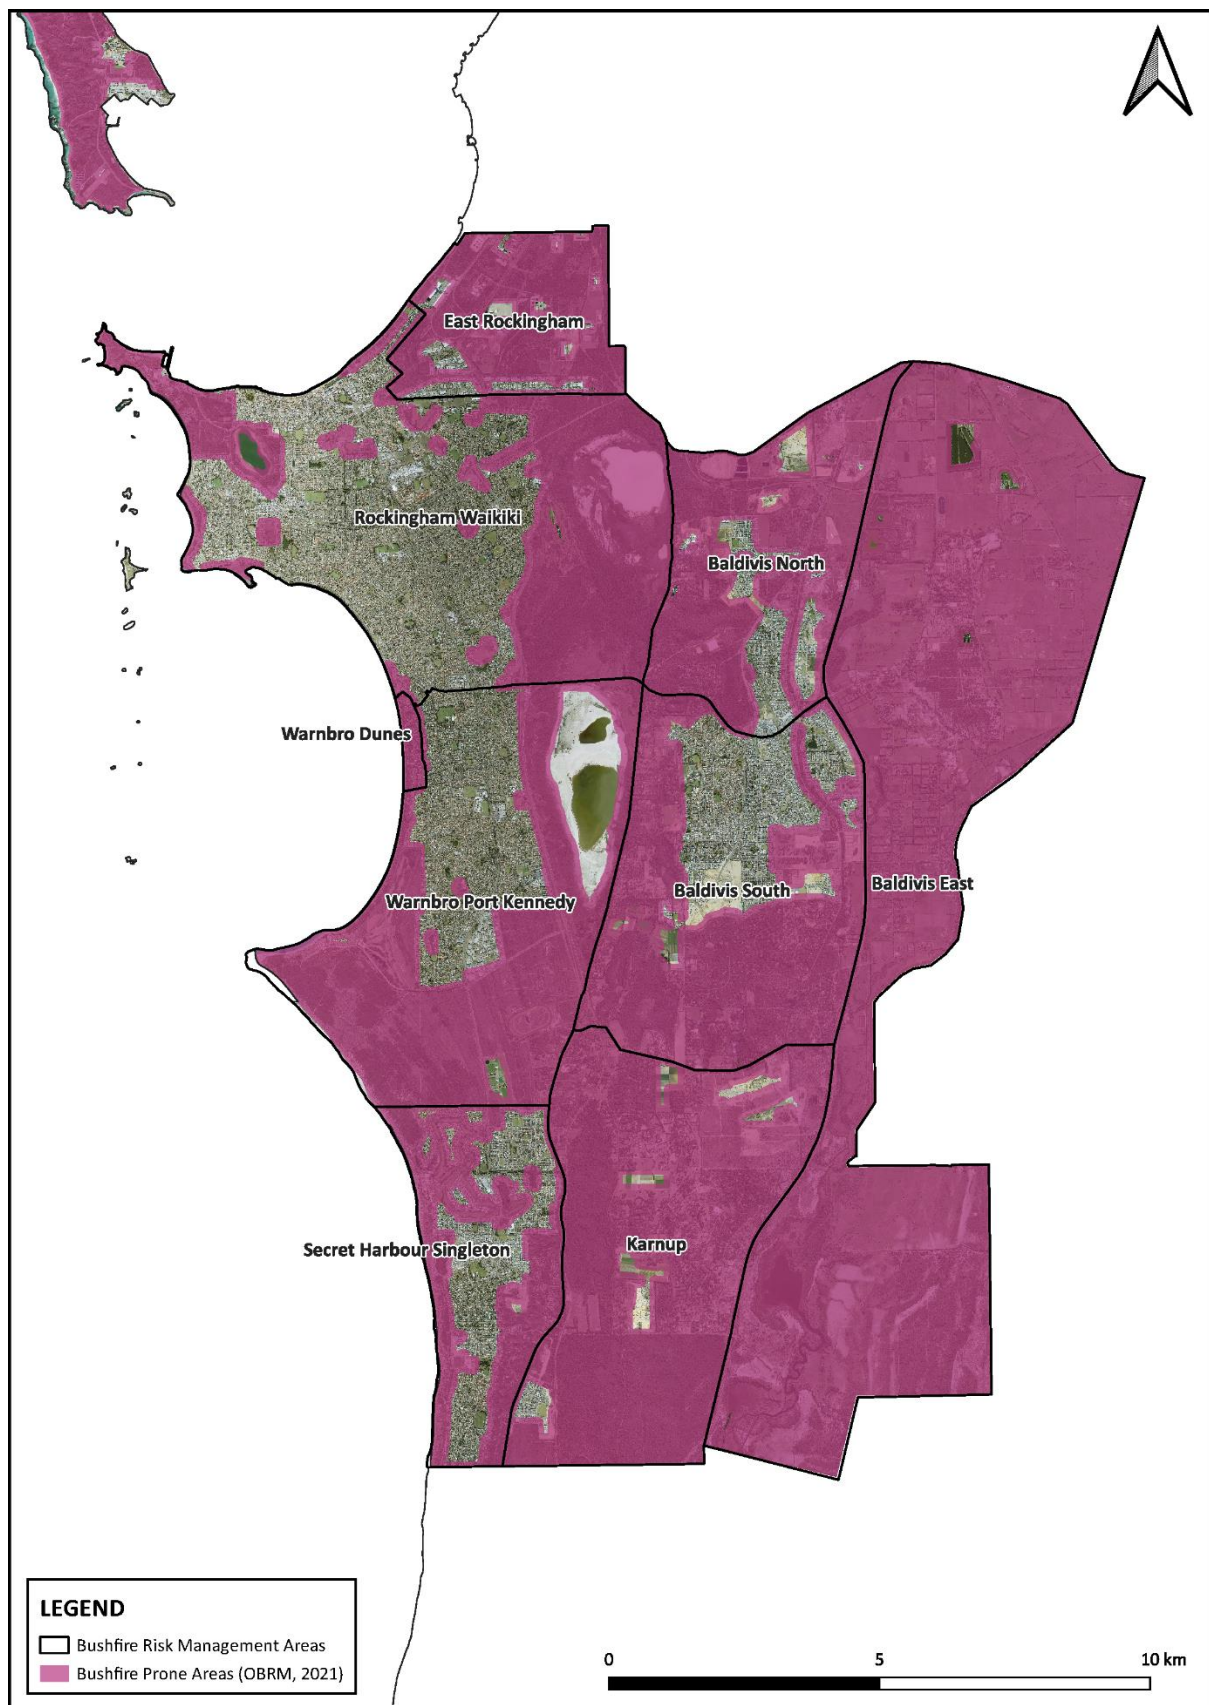 East Rockingham
Rockingham Waikiki
Baldivis North
Warnbro Dunes
Baldivis South
Baldivis East
Warnbro Port Kennedy
Secret Harbour Singleton
Karnup
LEGEND
Bushfire Risk Management Areas
Bushfire Prone Areas (OBRM, 2021)
0 5 10 km